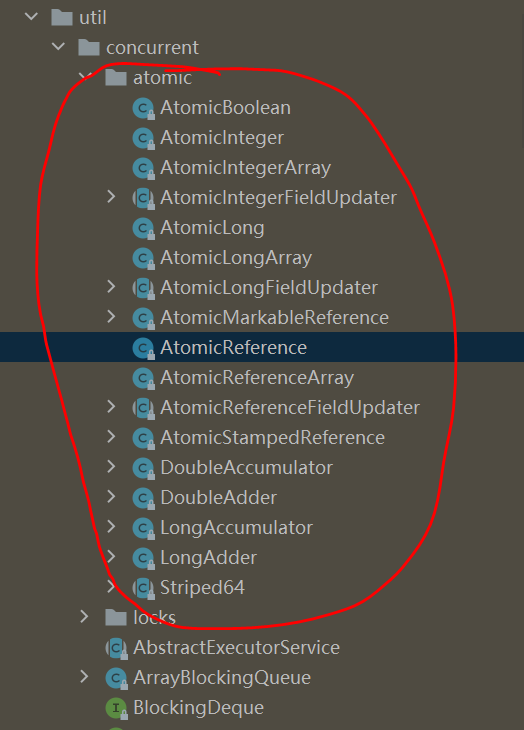 util
concurrent
atomic
AtomicBoolean
AtomicInteger
AtomicIntegerArray
AtomicIntegerFieldUpdater
AtomicLong
AtomicLongArray
AtomicLongFieldUpdater
AtomicMarkableReference
AtomicReference
AtomicReferenceArray
AtomicReferenceFieldUpdater
AtomicStampedReference
DoubleAccumulator
DoubleAdder
LongAccumulator
LongAdder
Striped64
locks
AbstractExecutorService
ArrayBlockingQueue
BlockingDeque